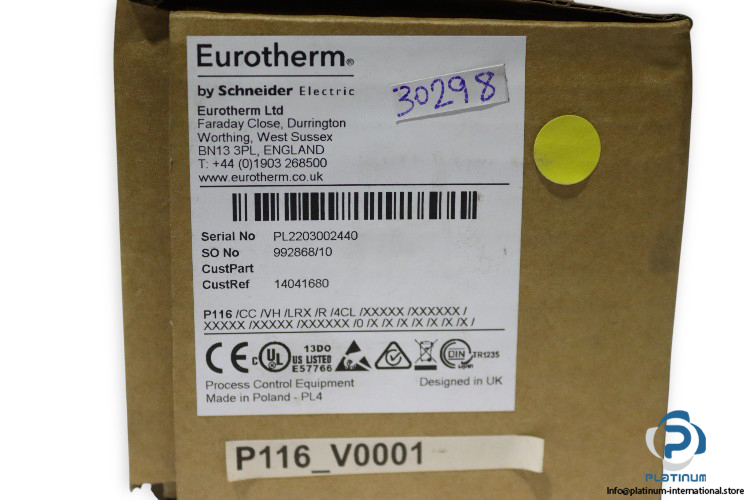 Eurotherm®
by Schneider Electric
30298
Eurotherm Ltd
Faraday Close, Durrington
Worthing, West Sussex
BN13 3PL, ENGLAND
T: +44 (0)1903 268500
www.eurotherm.co.uk
Serial No PL2203002440
SO No 992868/10
CustPart
CustRef 14041680
P116 /CC /VH /LRX /R /4CL /XXXXX /XXXXXX /
XXXXX /XXXXX /XXXXXX /0 /X /X /X /X /X /X /X /
CE
C UL US LISTED
13DO
E57766
DIN
TR1235
Process Control Equipment
Designed in UK
Made in Poland - PL4
P116_V0001
P
PLATINUM
Info@platinum-international.store